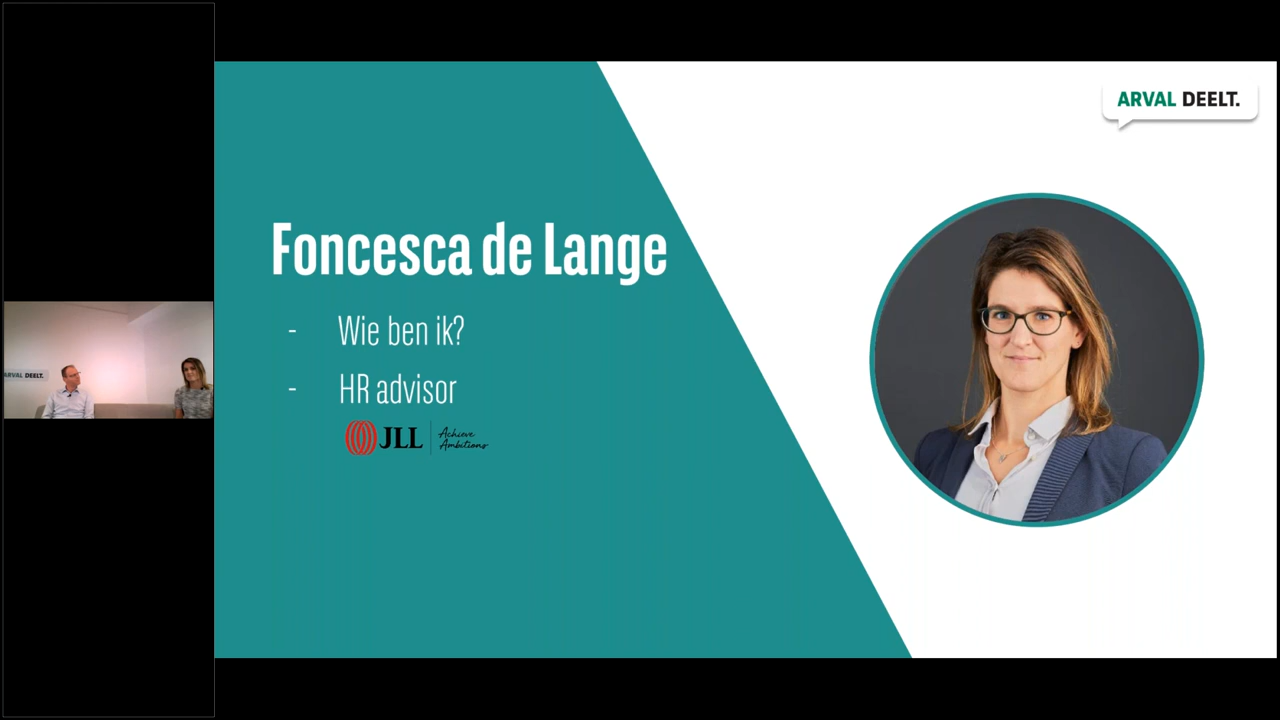 ARVAL DEELT.
Foncesca de Lange
- Wie ben ik?
- HR advisor
JLL
Achieve
Ambitions
ARVAL DEELT.